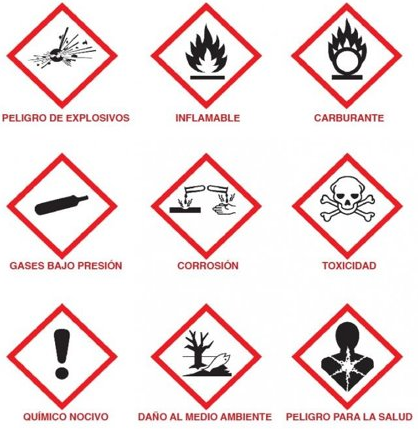 PELIGRO DE EXPLOSIVOS
INFLAMABLE
CARBURANTE
GASES BAJO PRESIÓN
CORROSIÓN
TOXICIDAD
QUÍMICO NOCIVO
DAÑO AL MEDIO AMBIENTE
PELIGRO PARA LA SALUD